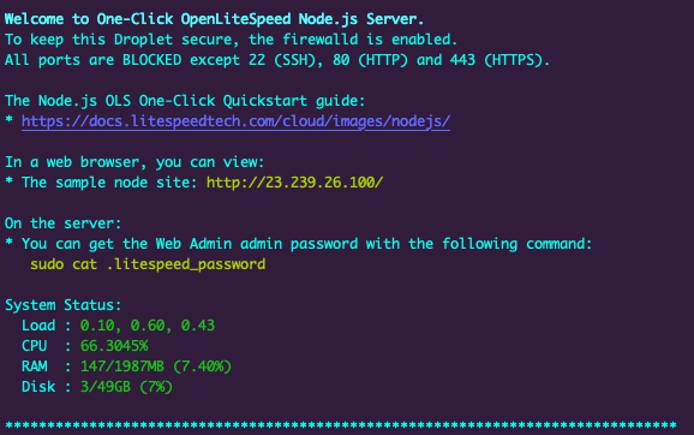 Welcome to One-Click OpenLiteSpeed Node.js Server.
To keep this Droplet secure, the firewalld is enabled.
All ports are BLOCKED except 22 (SSH), 80 (HTTP) and 443 (HTTPS).
The Node.js OLS One-Click Quickstart guide:
* https://docs.litespeedtech.com/cloud/images/nodejs/
In a web browser, you can view:
* The sample node site: http://23.239.26.100/
On the server:
* You can get the Web Admin admin password with the following command:
sudo cat .litespeed_password
System Status:
Load : 0.10, 0.60, 0.43
CPU : 66.3045%
RAM : 147/1987MB (7.40%)
Disk : 3/49GB (7%)
********************************************************************************